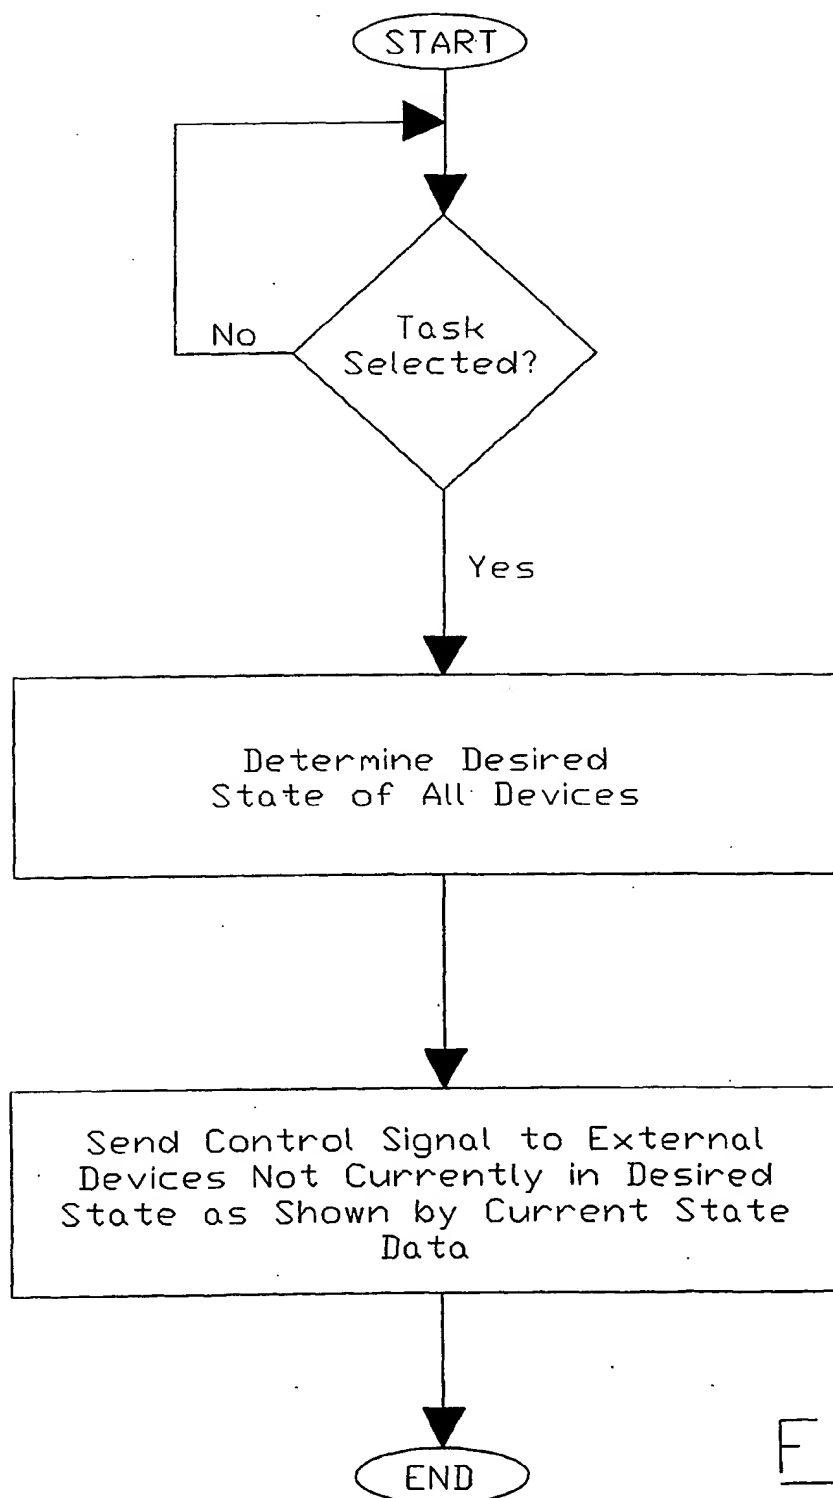 START
Task
Selected?
No
Yes
Determine Desired
State of All Devices
Send Control Signal to External
Devices Not Currently in Desired
State as Shown by Current State
Data
END
F